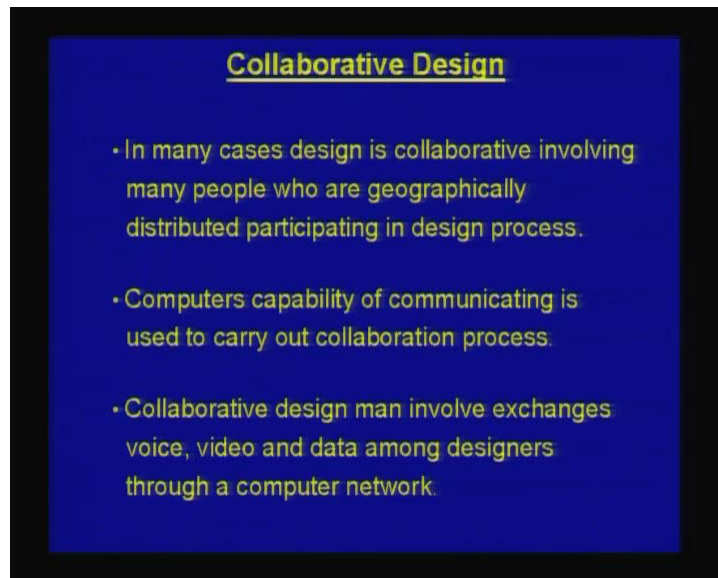 Collaborative Design
• In many cases design is collaborative involving
many people who are geographically
distributed participating in design process.
• Computers capability of communicating is
used to carry out collaboration process.
• Collaborative design man involve exchanges
voice, video and data among designers
through a computer network.